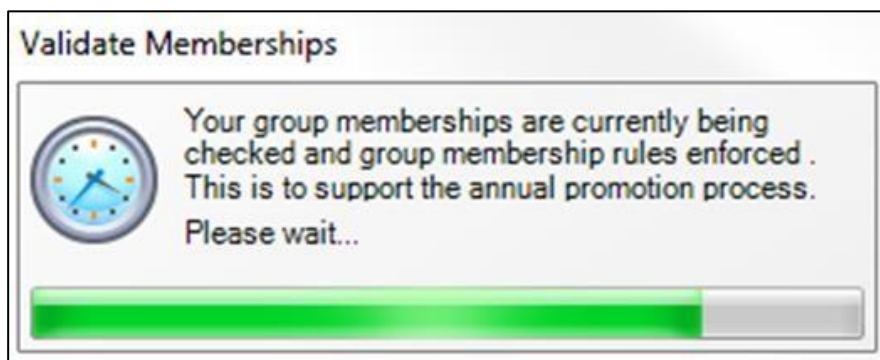 Validate Memberships
Your group memberships are currently being
checked and group membership rules enforced .
This is to support the annual promotion process.
Please wait...